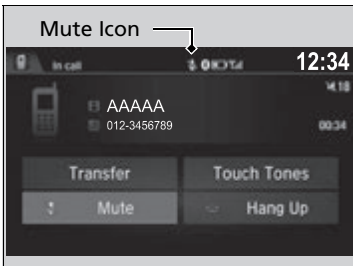 Mute Icon
In call
12:34
AAAAA
012-3456789
00:34
Transfer
Touch Tones
Mute
Hang Up